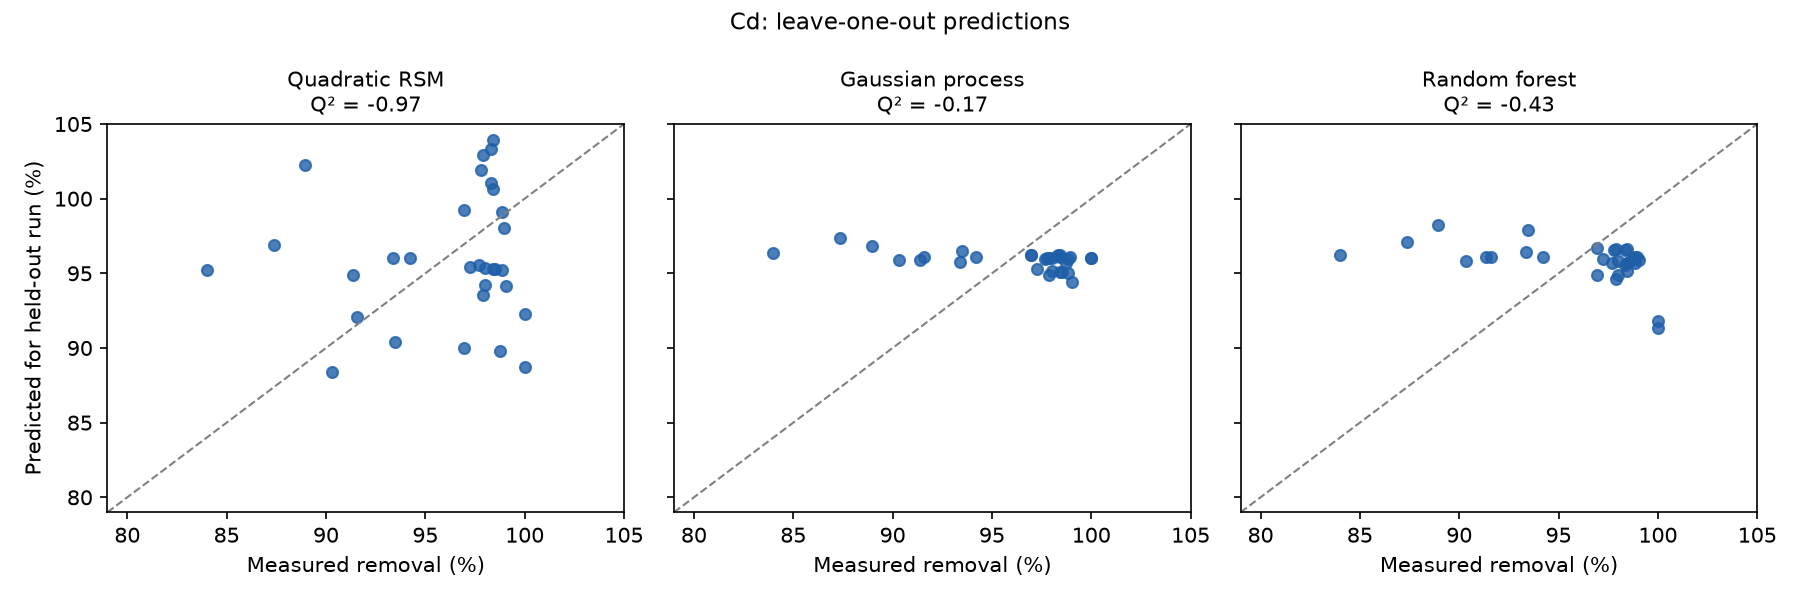 Cd: leave-one-out predictions
Quadratic RSM
Q² = -0.97
Gaussian process
Q² = -0.17
Random forest
Q² = -0.43
Predicted for held-out run (%)
105
100
95
90
85
80
80 85 90 95 100 105
Measured removal (%)
80 85 90 95 100 105
Measured removal (%)
80 85 90 95 100 105
Measured removal (%)